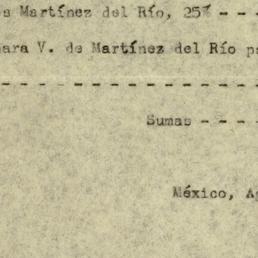 s Martínez del Río, 25% - - -
ara V. de Martínez del Río p
- - - - - - - - - - - - - - -
Sumas - - - -
México, A